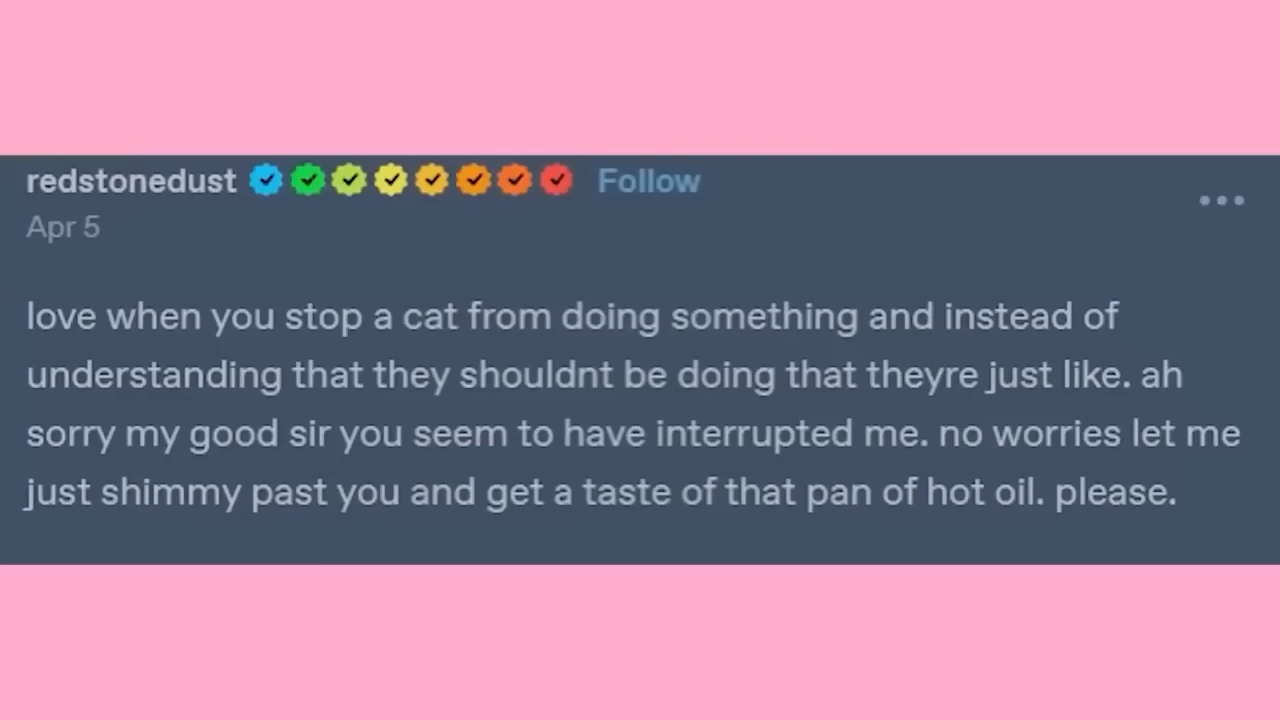 redstonedust Follow
Apr 5
love when you stop a cat from doing something and instead of
understanding that they shouldnt be doing that theyre just like. ah
sorry my good sir you seem to have interrupted me. no worries let me
just shimmy past you and get a taste of that pan of hot oil. please.